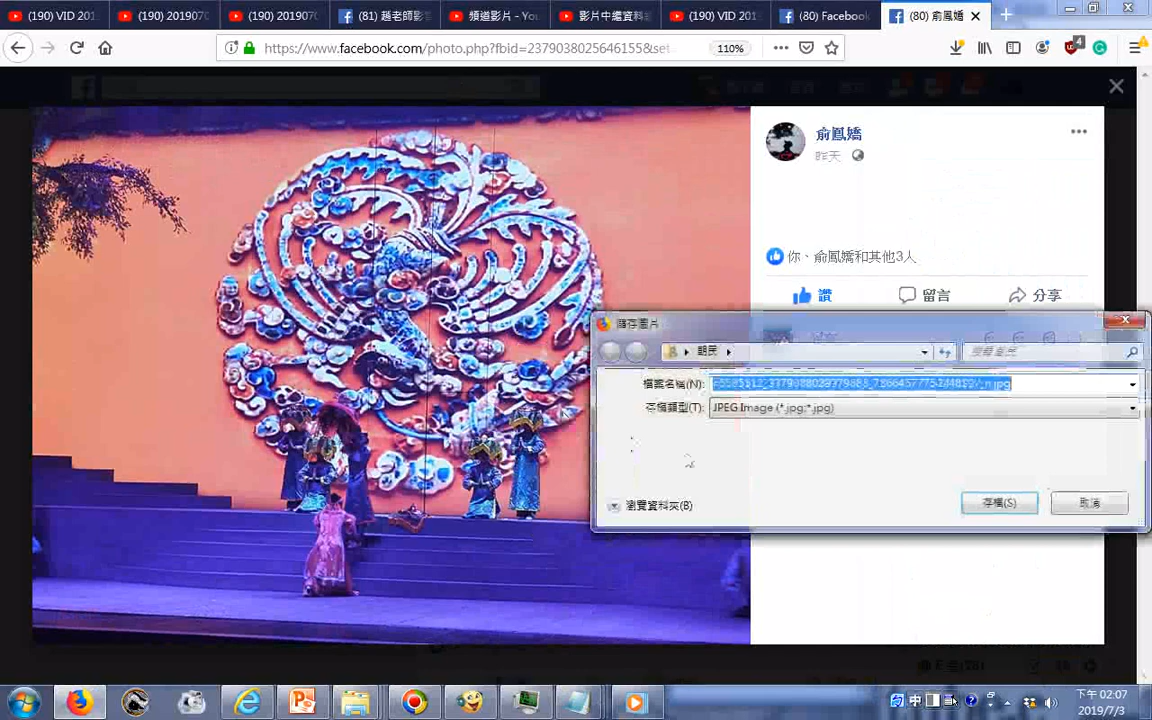 (190) VID 201
(190) 201907
(190) 201907
(81) 趙老師影
頻道影片 - You
影片中繼資料
(190) VID 201
(80) Facebook
(80) 俞鳳嬌
https://www.facebook.com/photo.php?fbid=2379038025646155&set
110%
4
俞鳳嬌
昨天
你、俞鳳嬌和其他3人
讚
留言
分享
儲存圖片
檔案名稱(N):
存檔類型(T):
JPEG Image (*.jpg;*.jpg)
瀏覽資料夾(B)
存檔(S)
取消
中
下午 02:07
2019/7/3